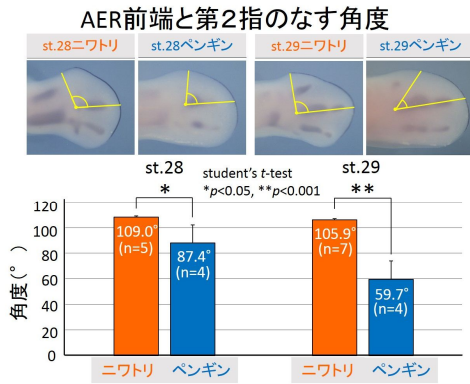 AER前端と第２指のなす角度
st.28ニワトリ
st.28ペンギン
st.29ニワトリ
st.29ペンギン
st.28
student's t-test
st.29
*
*p<0.05, **p<0.001
**
角度(°)
120
100
80
60
40
20
0
109.0°
(n=5)
87.4°
(n=4)
105.9°
(n=7)
59.7°
(n=4)
ニワトリ
ペンギン
ニワトリ
ペンギン